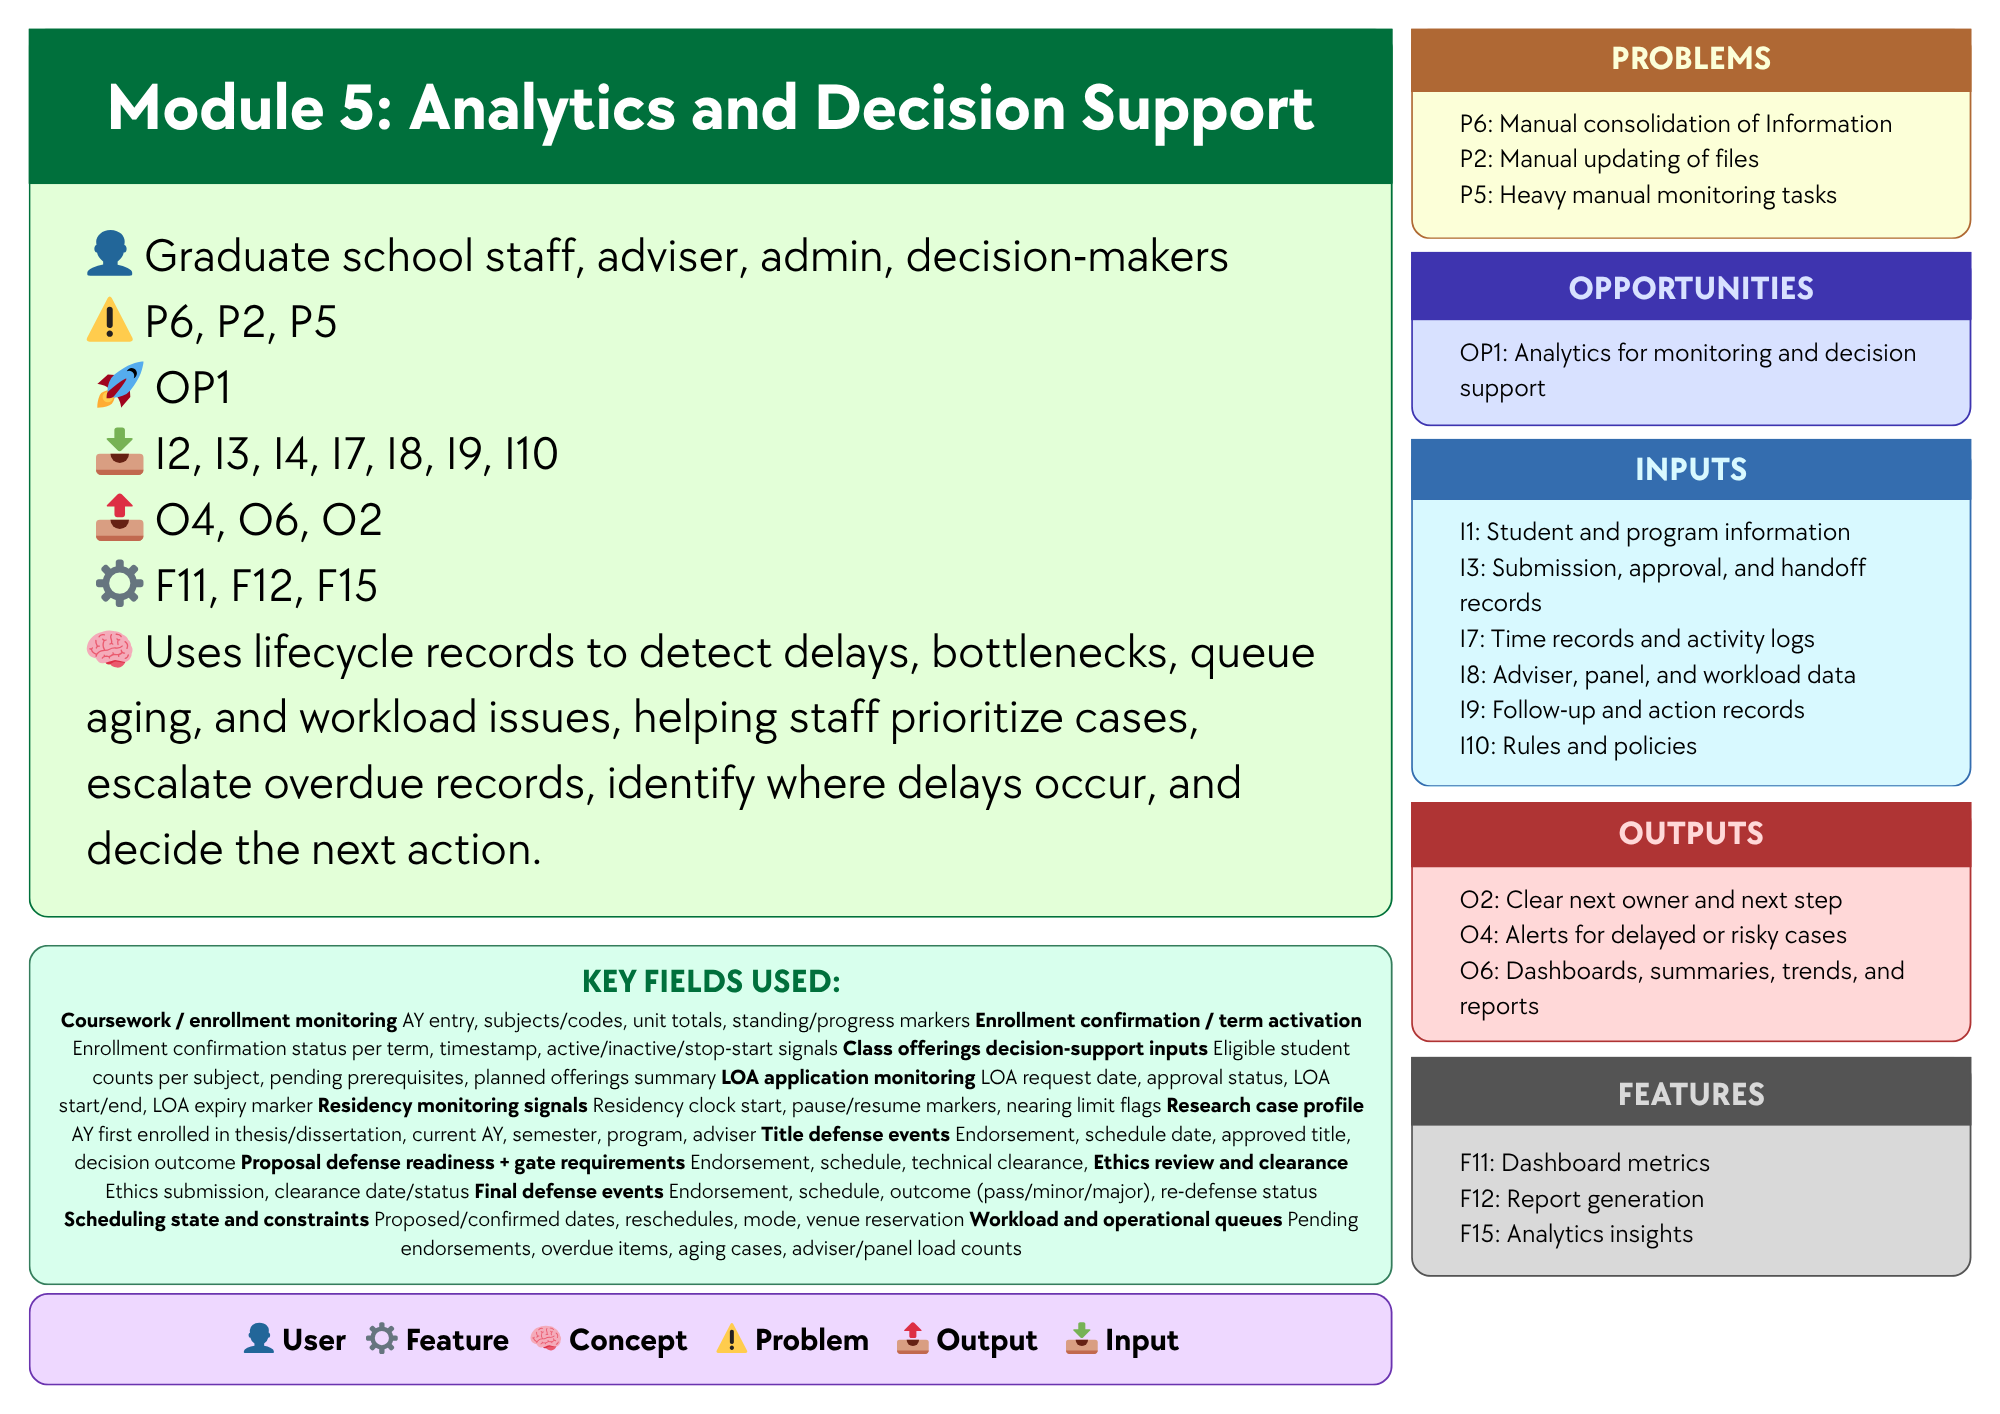 Module 5: Analytics and Decision Support
Graduate school staff, adviser, admin, decision-makers
P6, P2, P5
OP1
I2, I3, I4, I7, I8, I9, I10
O4, O6, O2
F11, F12, F15
Uses lifecycle records to detect delays, bottlenecks, queue
aging, and workload issues, helping staff prioritize cases,
escalate overdue records, identify where delays occur, and
decide the next action.
KEY FIELDS USED:
Coursework / enrollment monitoring AY entry, subjects/codes, unit totals, standing/progress markers Enrollment confirmation / term activation
Enrollment confirmation status per term, timestamp, active/inactive/stop-start signals Class offerings decision-support inputs Eligible student
counts per subject, pending prerequisites, planned offerings summary LOA application monitoring LOA request date, approval status, LOA
start/end, LOA expiry marker Residency monitoring signals Residency clock start, pause/resume markers, nearing limit flags Research case profile
AY first enrolled in thesis/dissertation, current AY, semester, program, adviser Title defense events Endorsement, schedule date, approved title,
decision outcome Proposal defense readiness + gate requirements Endorsement, schedule, technical clearance, Ethics review and clearance
Ethics submission, clearance date/status Final defense events Endorsement, schedule, outcome (pass/minor/major), re-defense status
Scheduling state and constraints Proposed/confirmed dates, reschedules, mode, venue reservation Workload and operational queues Pending
endorsements, overdue items, aging cases, adviser/panel load counts
User Feature Concept Problem Output Input
PROBLEMS
P6: Manual consolidation of Information
P2: Manual updating of files
P5: Heavy manual monitoring tasks
OPPORTUNITIES
OP1: Analytics for monitoring and decision
support
INPUTS
I1: Student and program information
I3: Submission, approval, and handoff
records
I7: Time records and activity logs
I8: Adviser, panel, and workload data
I9: Follow-up and action records
I10: Rules and policies
OUTPUTS
O2: Clear next owner and next step
O4: Alerts for delayed or risky cases
O6: Dashboards, summaries, trends, and
reports
FEATURES
F11: Dashboard metrics
F12: Report generation
F15: Analytics insights